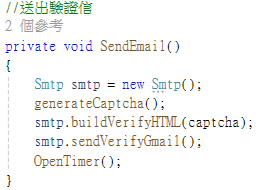 //送出驗證信
2 個參考
private void SendEmail()
{
Smtp smtp = new Smtp();
generateCaptcha();
smtp.buildVerifyHTML(captcha);
smtp.sendVerifyGmail();
OpenTimer();
}